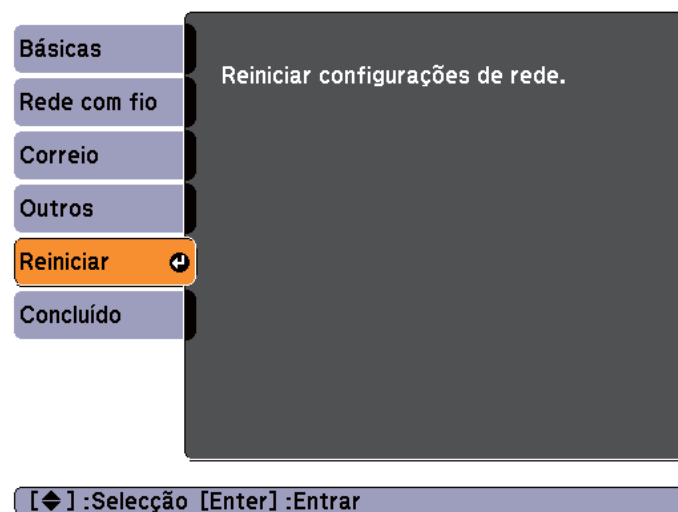 Básicas
Rede com fio
Correio
Outros
Reiniciar
Concluído
Reiniciar configurações de rede.
[◆] :Selecção [Enter] :Entrar